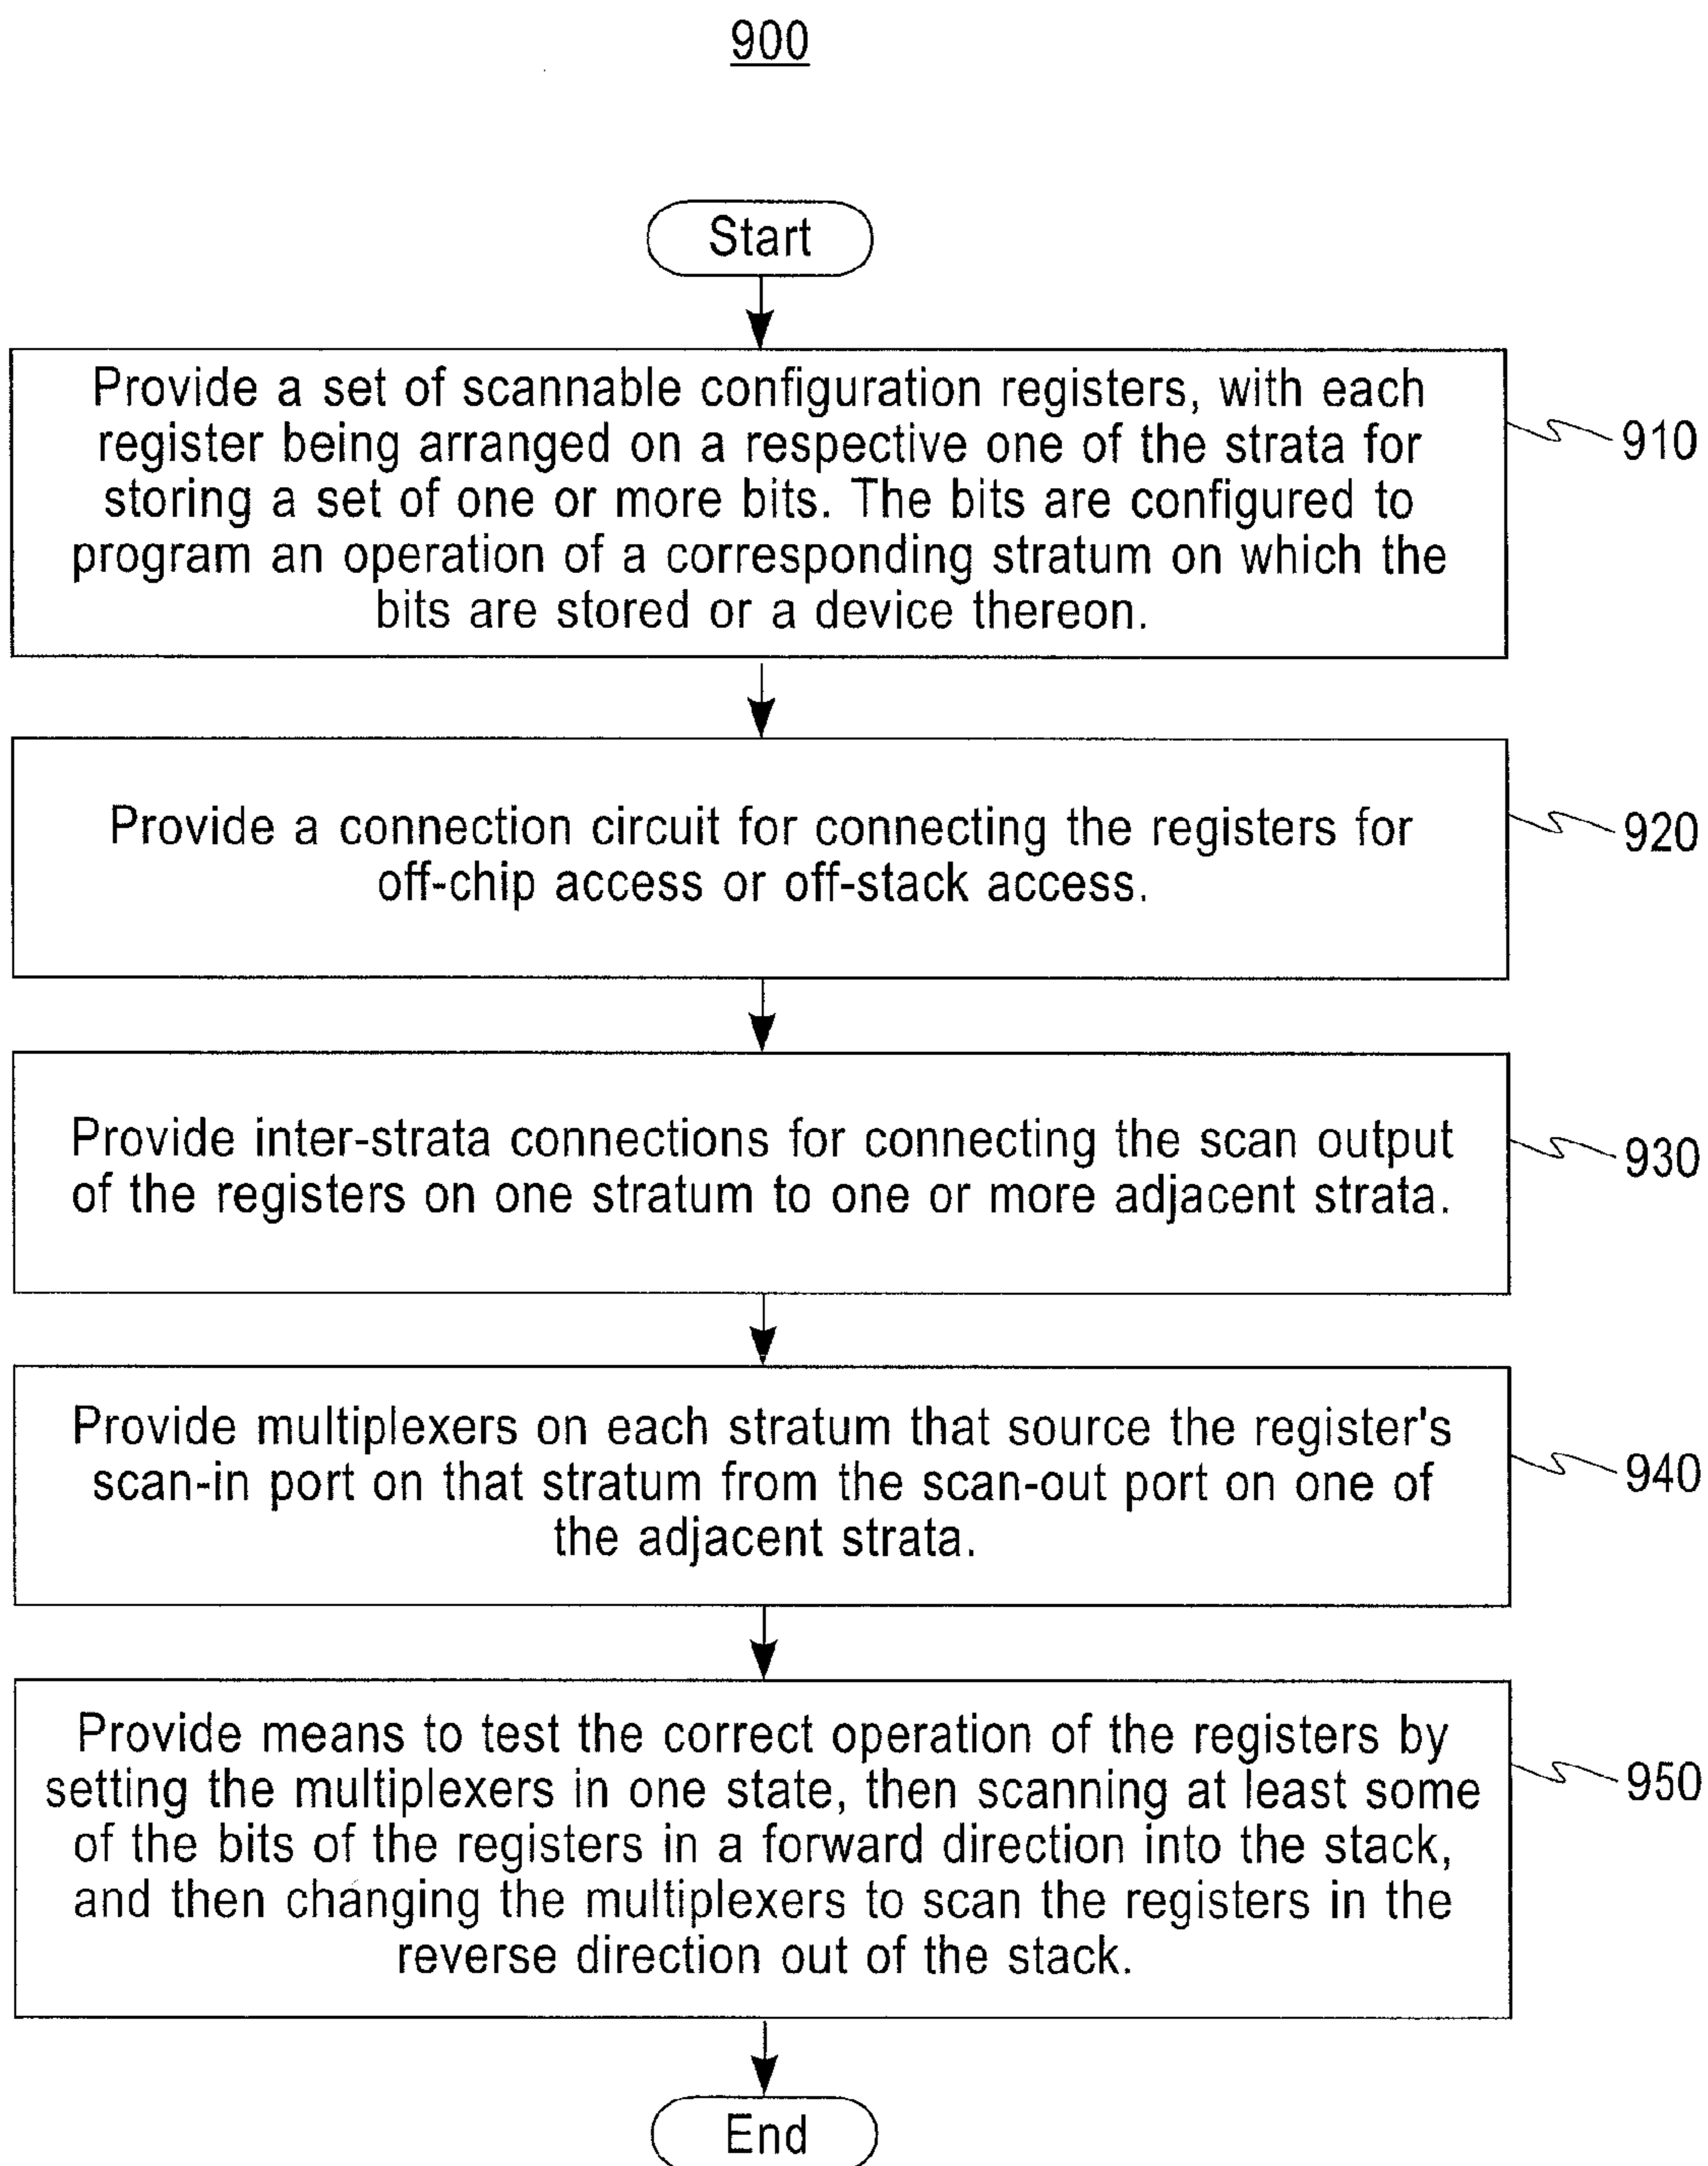 900
Start
Provide a set of scannable configuration registers, with each
register being arranged on a respective one of the strata for
storing a set of one or more bits. The bits are configured to
program an operation of a corresponding stratum on which the
bits are stored or a device thereon.
910
Provide a connection circuit for connecting the registers for
off-chip access or off-stack access.
920
Provide inter-strata connections for connecting the scan output
of the registers on one stratum to one or more adjacent strata.
930
Provide multiplexers on each stratum that source the register's
scan-in port on that stratum from the scan-out port on one of
the adjacent strata.
940
Provide means to test the correct operation of the registers by
setting the multiplexers in one state, then scanning at least some
of the bits of the registers in a forward direction into the stack,
and then changing the multiplexers to scan the registers in the
reverse direction out of the stack.
950
End